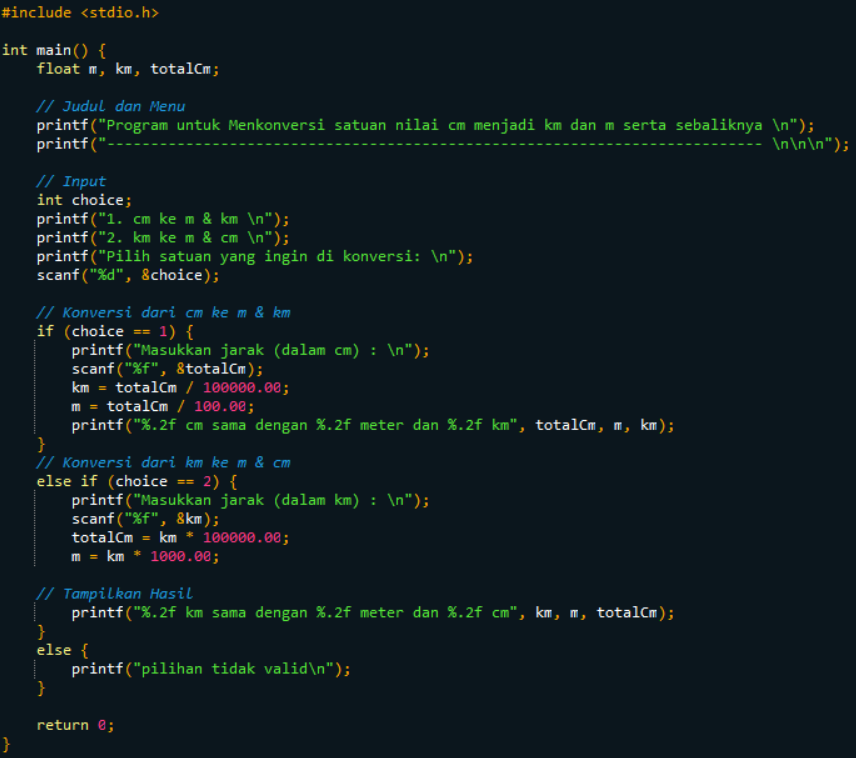 #include <stdio.h>

int main() {
    float m, km, totalCm;

    // Judul dan Menu
    printf("Program untuk Menkonversi satuan nilai cm menjadi km dan m serta sebaliknya \n");
    printf("--------------------------------------------------------------------------- \n\n\n");

    // Input
    int choice;
    printf("1. cm ke m & km \n");
    printf("2. km ke m & cm \n");
    printf("Pilih satuan yang ingin di konversi: \n");
    scanf("%d", &choice);

    // Konversi dari cm ke m & km
    if (choice == 1) {
        printf("Masukkan jarak (dalam cm) : \n");
        scanf("%f", &totalCm);
        km = totalCm / 100000.00;
        m = totalCm / 100.00;
        printf("%.2f cm sama dengan %.2f meter dan %.2f km", totalCm, m, km);
    }
    // Konversi dari km ke m & cm
    else if (choice == 2) {
        printf("Masukkan jarak (dalam km) : \n");
        scanf("%f", &km);
        totalCm = km * 100000.00;
        m = km * 1000.00;

    // Tampilkan Hasil
        printf("%.2f km sama dengan %.2f meter dan %.2f cm", km, m, totalCm);
    }
    else {
        printf("pilihan tidak valid\n");
    }

    return 0;
}